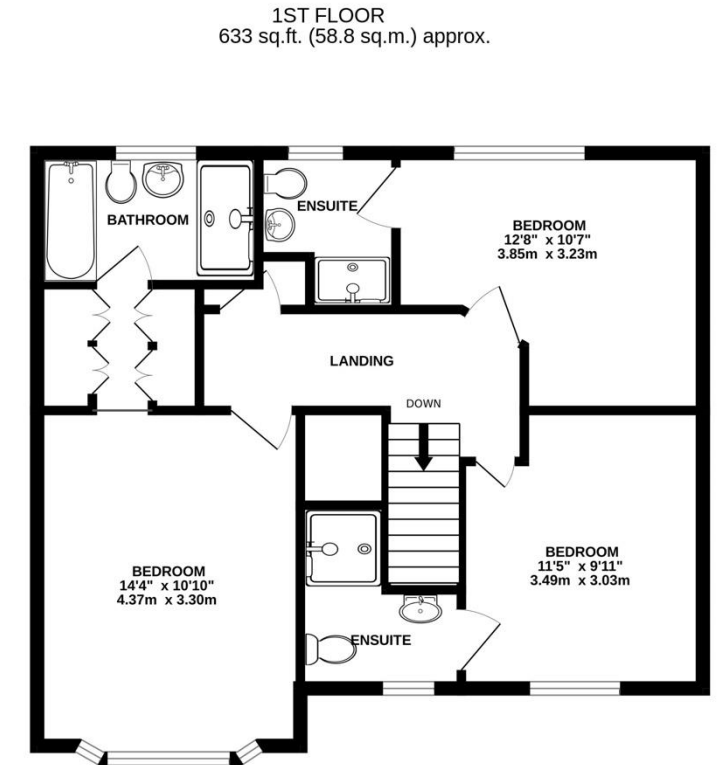 1ST FLOOR
633 sq.ft. (58.8 sq.m.) approx.
BATHROOM
ENSUITE
BEDROOM
12'8" x 10'7"
3.85m x 3.23m
LANDING
DOWN
BEDROOM
14'4" x 10'10"
4.37m x 3.30m
BEDROOM
11'5" x 9'11"
3.49m x 3.03m
ENSUITE